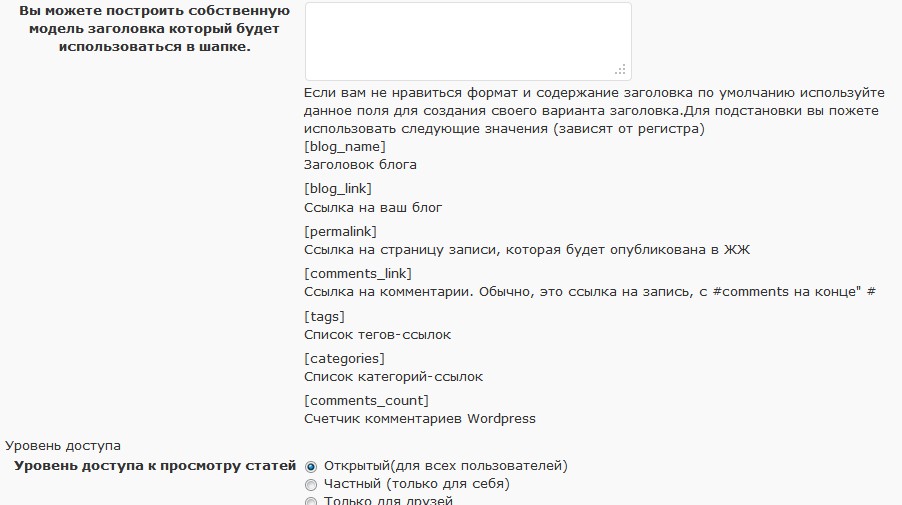 Вы можете построить собственную
модель заголовка который будет
использоваться в шапке.
Если вам не нравиться формат и содержание заголовка по умолчанию используйте
данное поля для создания своего варианта заголовка.Для подстановки вы пожете
использовать следующие значения (зависят от регистра)
[blog_name]
Заголовок блога
[blog_link]
Ссылка на ваш блог
[permalink]
Ссылка на страницу записи, которая будет опубликована в ЖЖ
[comments_link]
Ссылка на комментарии. Обычно, это ссылка на запись, с #comments на конце" #
[tags]
Список тегов-ссылок
[categories]
Список категорий-ссылок
[comments_count]
Счетчик комментариев Wordpress
Уровень доступа
Уровень доступа к просмотру статей
Открытый(для всех пользователей)
Частный (только для себя)
Только для друзей